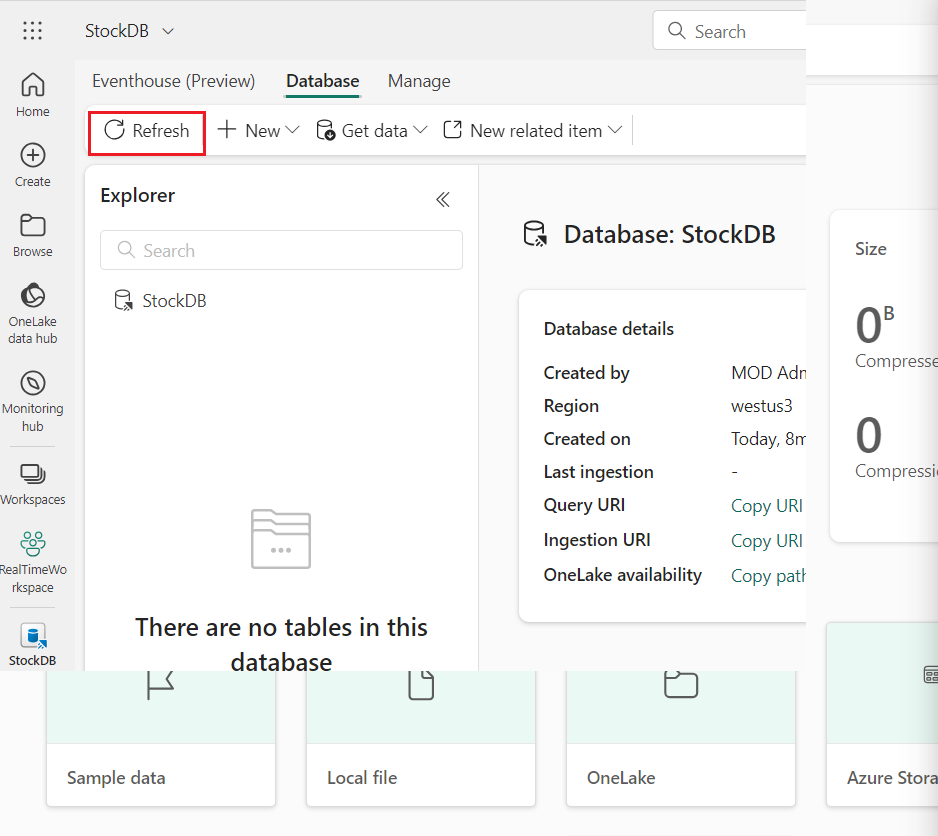 StockDB
Search
Home
Create
Browse
OneLake
data hub
Monitoring
hub
Workspaces
RealTimeWo
rkspace
StockDB
Eventhouse (Preview) Database Manage
Refresh New Get data New related item
Explorer
Search
StockDB
There are no tables in this
database
Database: StockDB
Database details
Created by MOD Adm
Region westus3
Created on Today, 8m
Last ingestion -
Query URI Copy URI
Ingestion URI Copy URI
OneLake availability Copy path
Size
0 B
Compresse
0
Compressi
Sample data
Local file
OneLake
Azure Stora